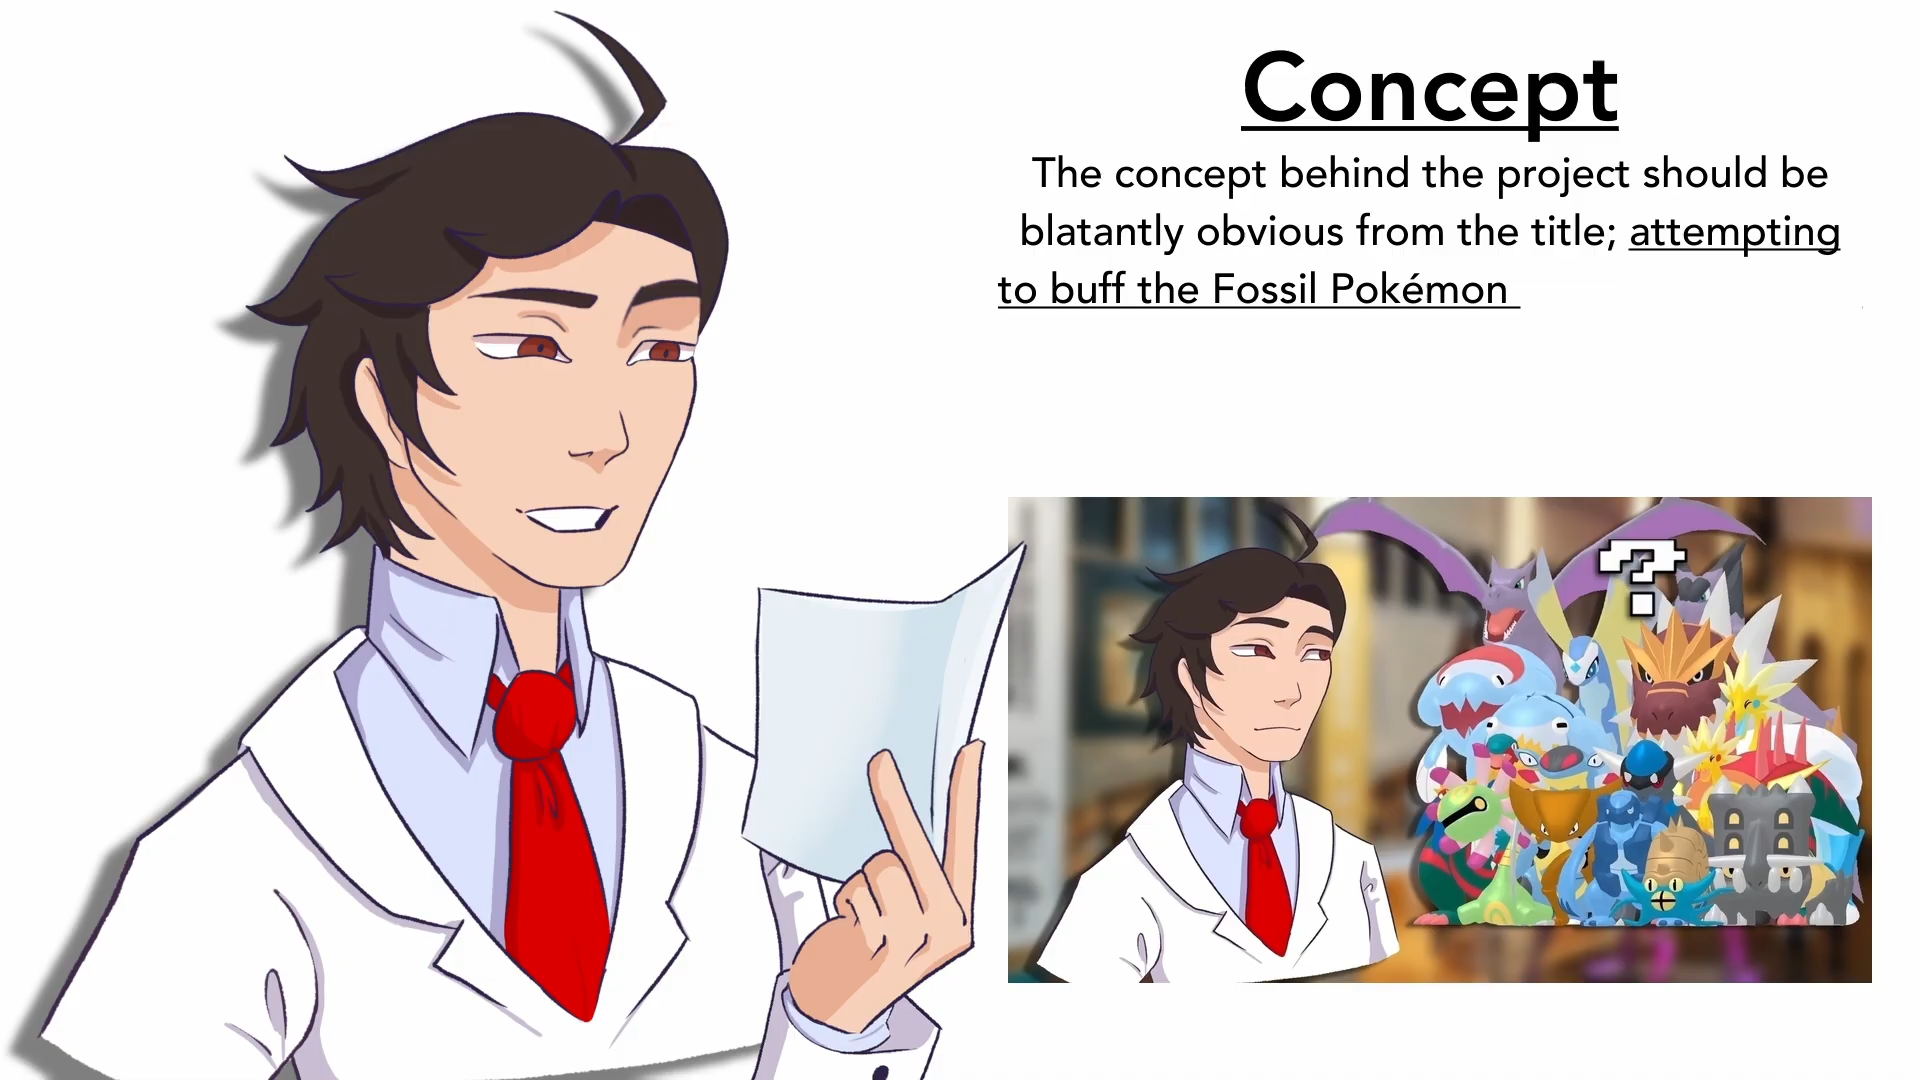 Concept
The concept behind the project should be
blatantly obvious from the title; attempting
to buff the Fossil Pokémon
?